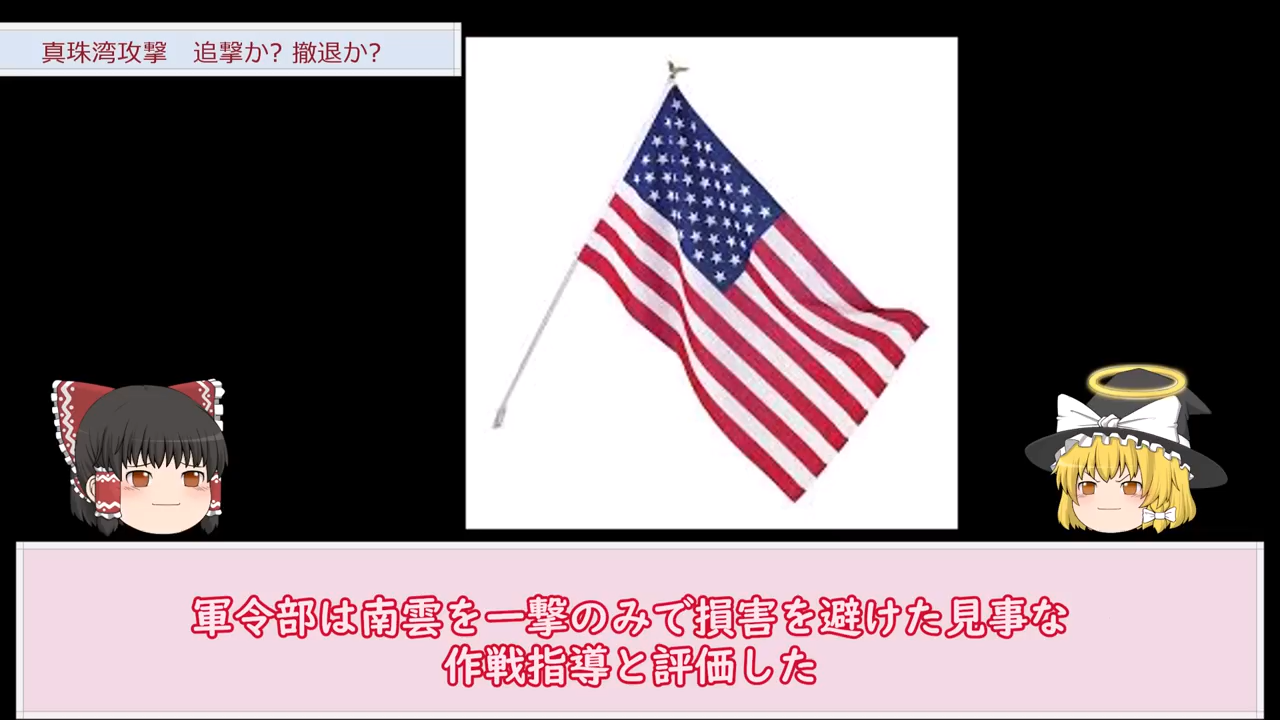 真珠湾攻撃　追撃か? 撤退か?
軍令部は南雲を一撃のみで損害を避けた見事な
作戦指導と評価した